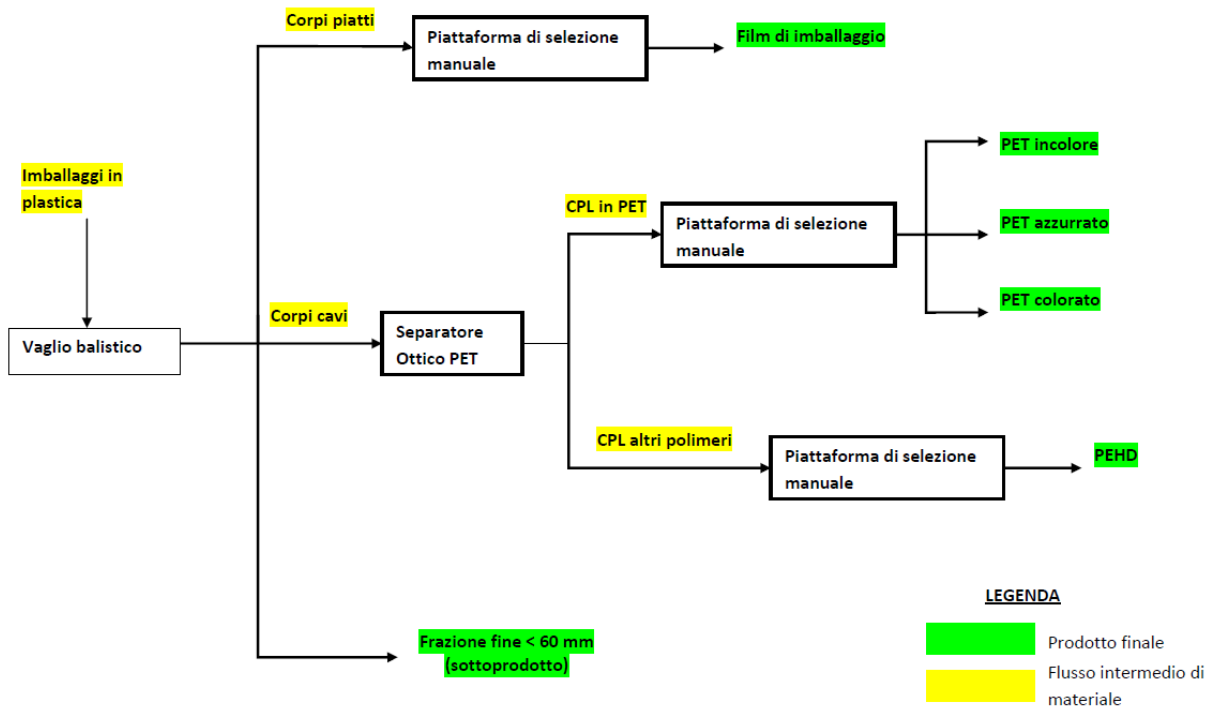 Corpi piatti
Piattaforma di selezione
manuale
Film di imballaggio
Imballaggi in
plastica
CPL in PET
Piattaforma di selezione
manuale
PET incolore
PET azzurrato
PET colorato
Corpi cavi
Vaglio balistico
Separatore
Ottico PET
CPL altri polimeri
Piattaforma di selezione
manuale
PEHD
Frazione fine < 60 mm
(sottoprodotto)
LEGENDA
Prodotto finale
Flusso intermedio di
materiale